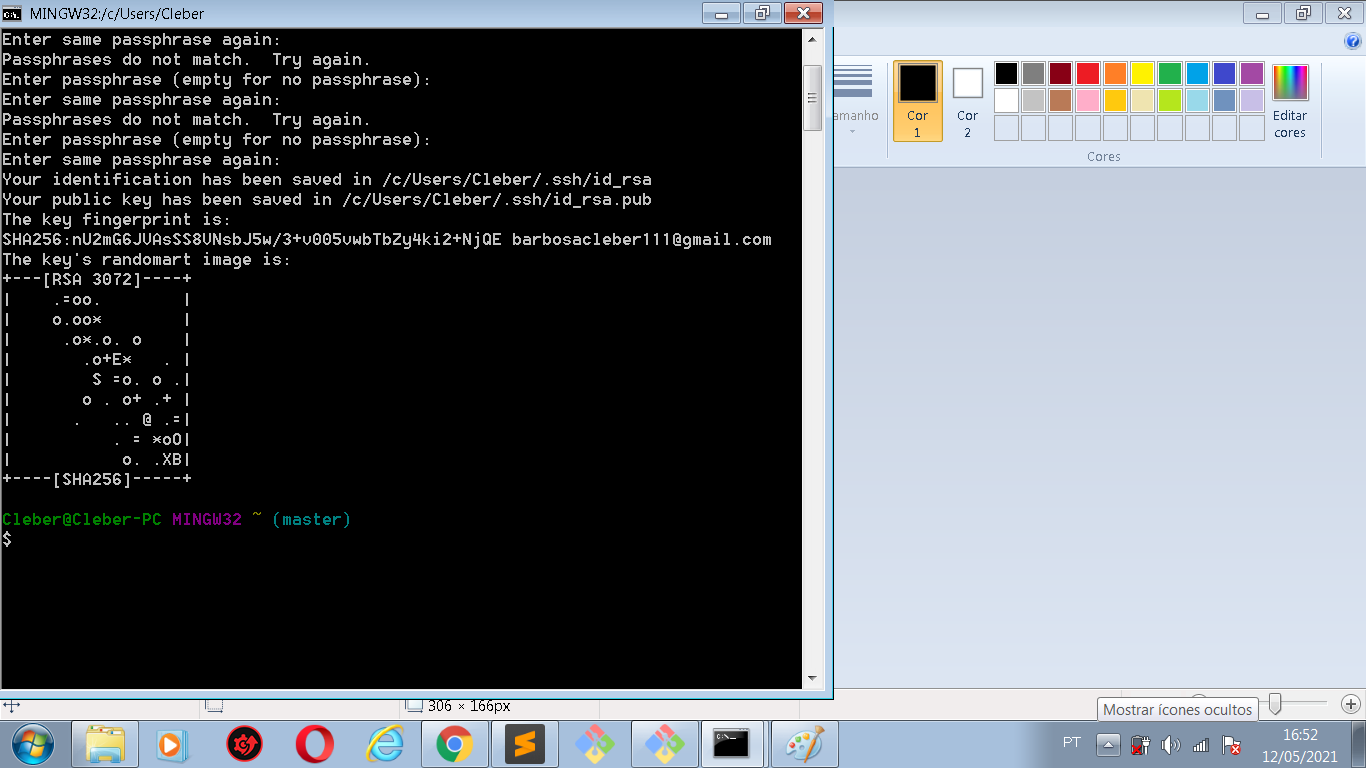 MINGW32:/c/Users/Cleber
Enter same passphrase again:
Passphrases do not match.  Try again.
Enter passphrase (empty for no passphrase):
Enter same passphrase again:
Passphrases do not match.  Try again.
Enter passphrase (empty for no passphrase):
Enter same passphrase again:
Your identification has been saved in /c/Users/Cleber/.ssh/id_rsa
Your public key has been saved in /c/Users/Cleber/.ssh/id_rsa.pub
The key fingerprint is:
SHA256:nU2mG6JVAsSS8VNsbJ5w/3+v005vwbTbZy4ki2+NjQE barbosacleber111@gmail.com
The key's randomart image is:
+---[RSA 3072]----+
|     .=oo.        |
|     o.oo*        |
|      .o*.o. o    |
|        .o+E*   . |
|         S =o. o .|
|        o . o+ .+ |
|       .   .. @ .=|
|           . = *oO|
|            o. .XB|
+----[SHA256]-----+
Cleber@Cleber-PC MINGW32 ~ (master)
$
amanho
Cor
1
Cor
2
Editar
cores
Cores
306 × 166px
Mostrar ícones ocultos
PT
16:52
12/05/2021